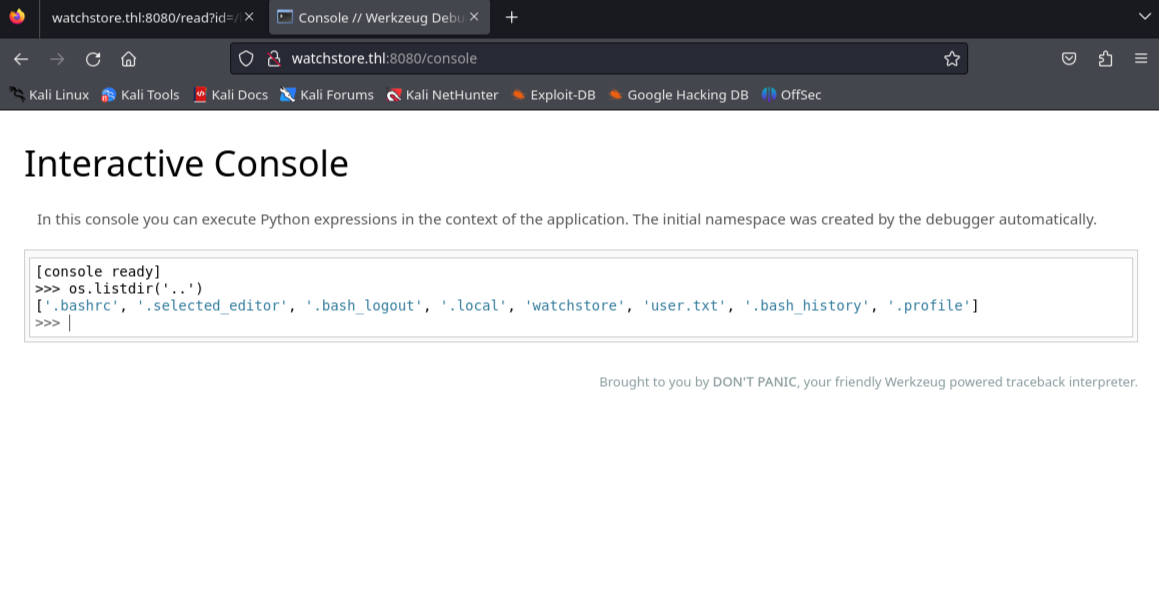 watchstore.thl:8080/read?id=/
Console // Werkzeug Debu
watchstore.thl:8080/console
Kali Linux Kali Tools Kali Docs Kali Forums Kali NetHunter Exploit-DB Google Hacking DB OffSec
Interactive Console
In this console you can execute Python expressions in the context of the application. The initial namespace was created by the debugger automatically.
[console ready]
>>> os.listdir('..')
['.bashrc', '.selected_editor', '.bash_logout', '.local', 'watchstore', 'user.txt', '.bash_history', '.profile']
>>>
Brought to you by DON'T PANIC, your friendly Werkzeug powered traceback interpreter.